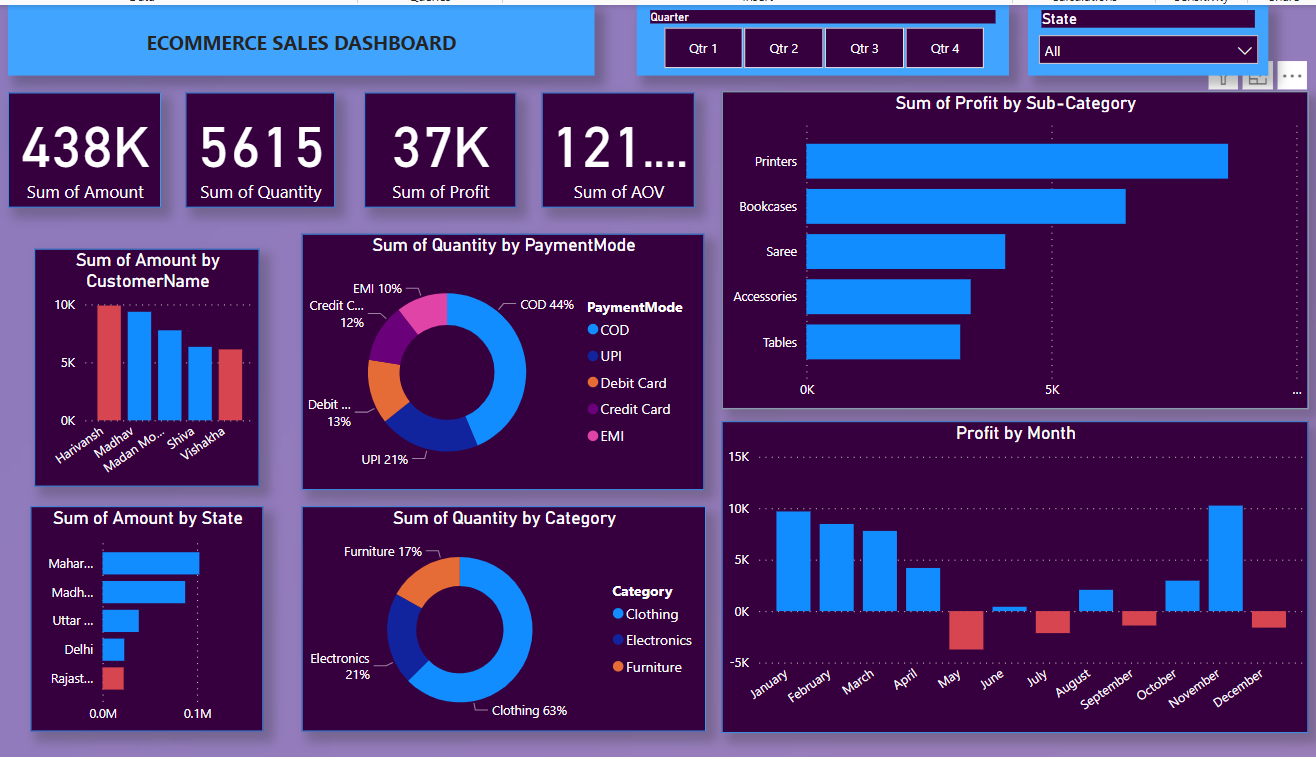 ECOMMERCE SALES DASHBOARD
Quarter
Qtr 1
Qtr 2
Qtr 3
Qtr 4
State
All
438K
Sum of Amount
5615
Sum of Quantity
37K
Sum of Profit
121....
Sum of AOV
Sum of Profit by Sub-Category
Printers
Bookcases
Saree
Accessories
Tables
0K
5K
...
Sum of Amount by
CustomerName
10K
5K
0K
Harivansh
Madhav
Madan Mo...
Shiva
Vishakha
Sum of Quantity by PaymentMode
EMI 10%
Credit C...
12%
Debit ...
13%
UPI 21%
COD 44%
PaymentMode
COD
UPI
Debit Card
Credit Card
EMI
Profit by Month
15K
10K
5K
0K
-5K
January
February
March
April
May
June
July
August
September
October
November
December
Sum of Amount by State
Mahar...
Madh...
Uttar ...
Delhi
Rajast...
0.0M
0.1M
Sum of Quantity by Category
Furniture 17%
Electronics
21%
Clothing 63%
Category
Clothing
Electronics
Furniture